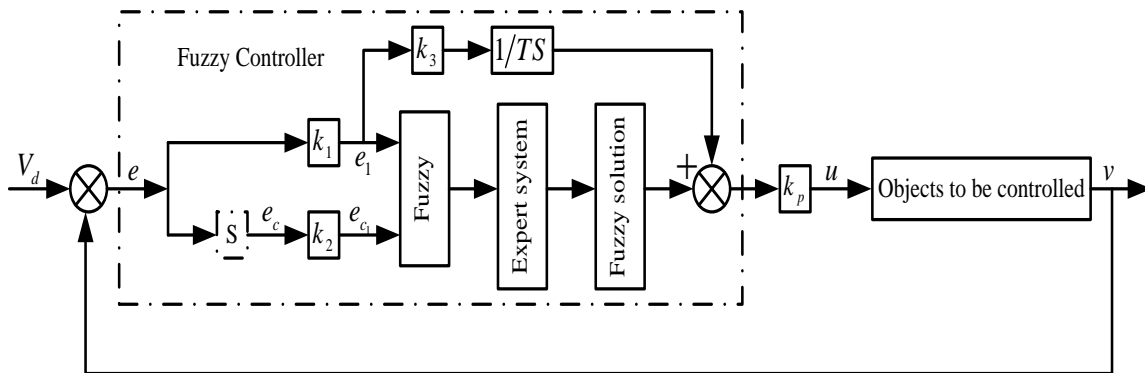 Fuzzy Controller
k3
1/TS
Vd
e
k1
e1
S
ec
k2
ec1
Fuzzy
Expert system
Fuzzy solution
+
kp
u
Objects to be controlled
v